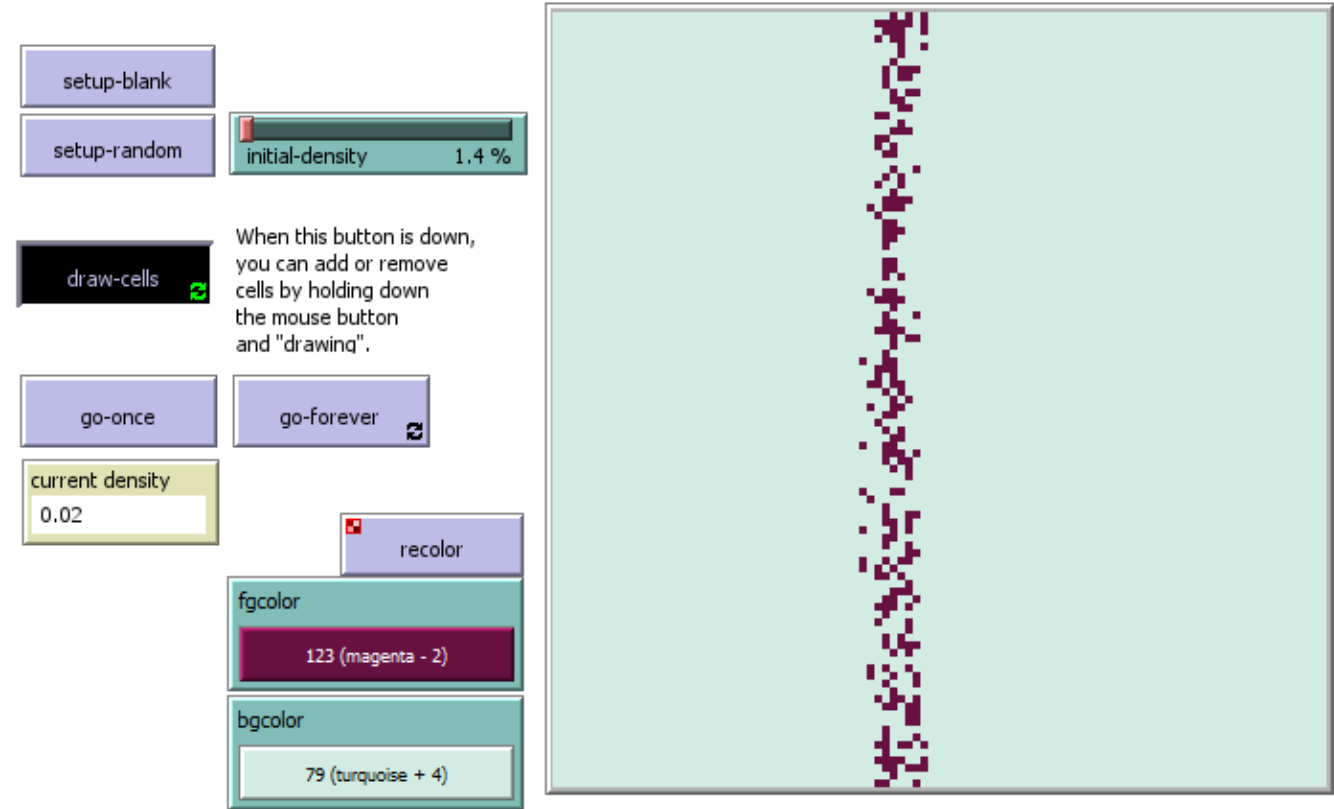 setup-blank
setup-random
initial-density 1.4 %
draw-cells
When this button is down,
you can add or remove
cells by holding down
the mouse button
and "drawing".
go-once
go-forever
current density
0.02
recolor
fgcolor
123 (magenta - 2)
bgcolor
79 (turquoise + 4)